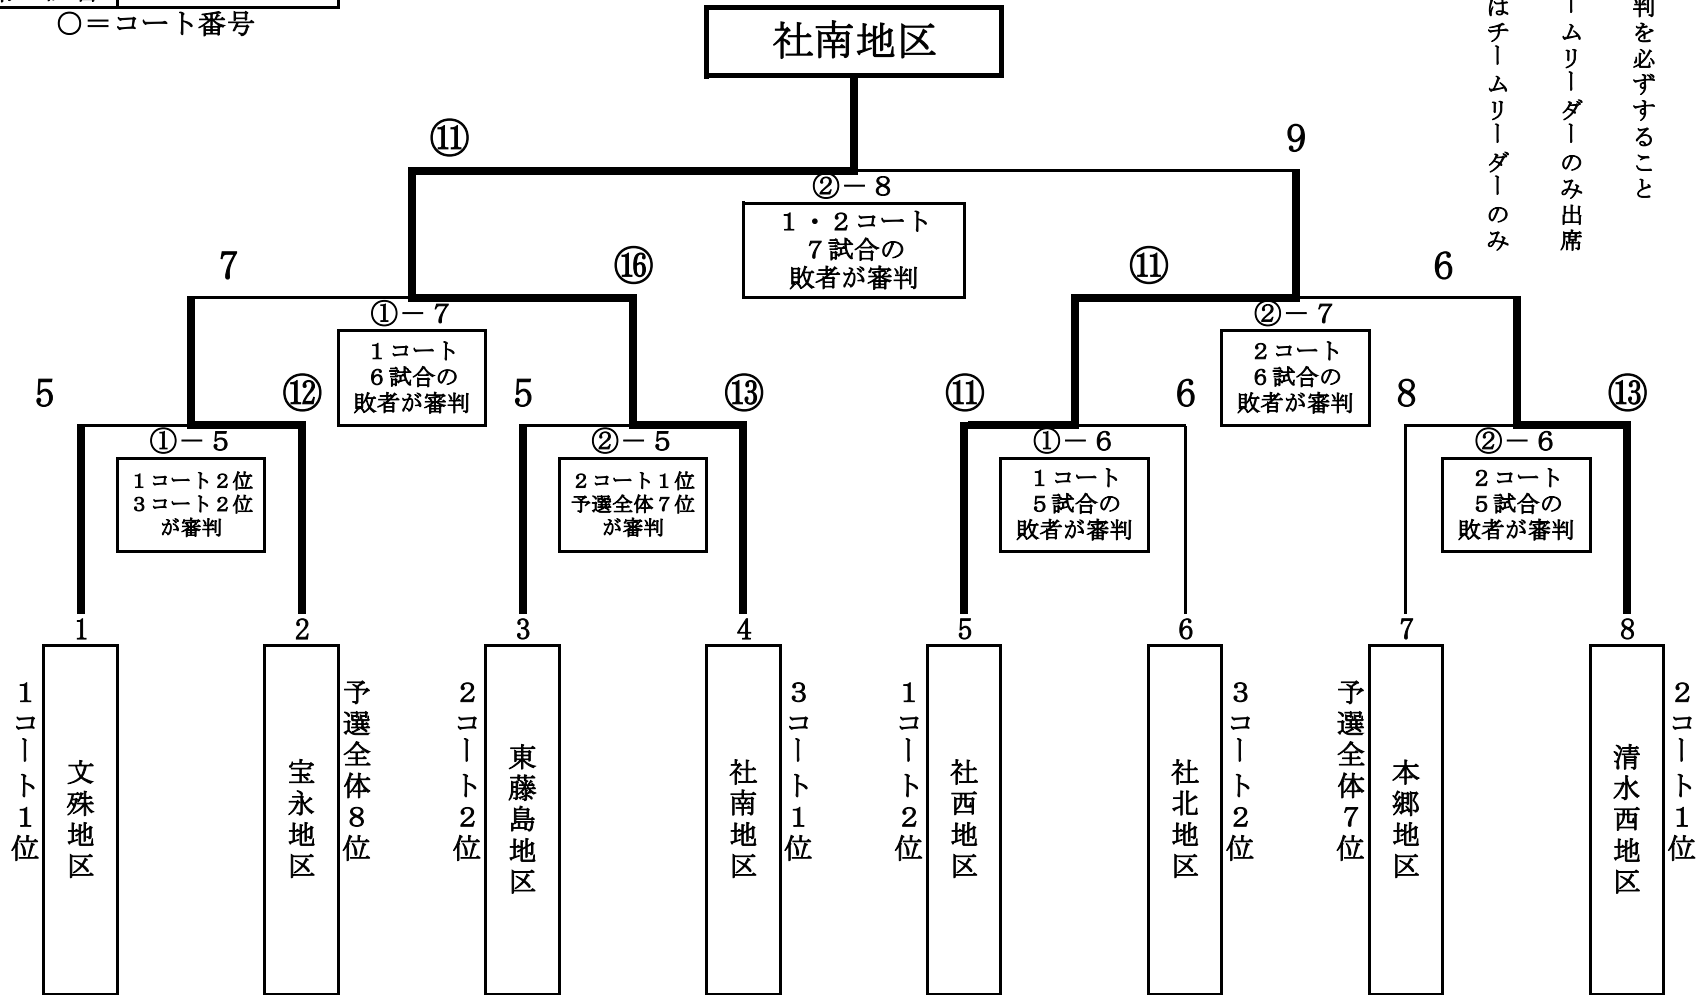 ○＝コート番号
社南地区
判を必ずすること
ームリーダーのみ出席
はチームリーダーのみ
⑪
9
②－８
１・２コート
７試合の
敗者が審判
7
⑯
⑪
6
①－７
１コート
６試合の
敗者が審判
②－７
２コート
６試合の
敗者が審判
5
⑫
5
⑬
⑪
6
8
⑬
①－５
１コート２位
３コート２位
が審判
②－５
２コート１位
予選全体７位
が審判
①－６
１コート
５試合の
敗者が審判
②－６
２コート
５試合の
敗者が審判
1
2
3
4
5
6
7
8
１コート１位
文殊地区
宝永地区
予選全体８位
２コート２位
東藤島地区
社南地区
３コート１位
１コート２位
社西地区
社北地区
３コート２位
予選全体７位
本郷地区
清水西地区
２コート１位